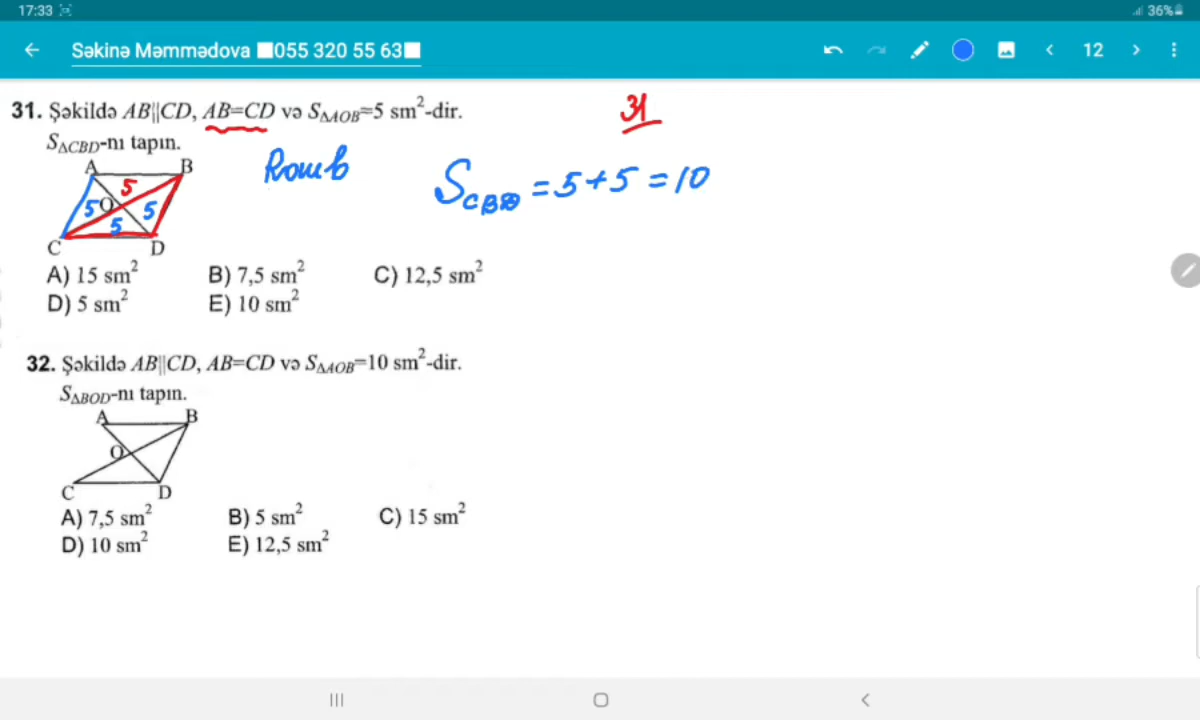 17:33 36%
Səkinə Məmmədova 055 320 55 63 12
31. Şəkildə AB||CD, AB=CD və S△AOB=5 sm²-dir.
S△CBD-nı tapın.
31
Romb
S CBD = 5+5 = 10
A B
5
5 O 5
5
C D
A) 15 sm² B) 7,5 sm² C) 12,5 sm²
D) 5 sm² E) 10 sm²
32. Şəkildə AB||CD, AB=CD və S△AOB=10 sm²-dir.
S△BOD-nı tapın.
A B
O
C D
A) 7,5 sm² B) 5 sm² C) 15 sm²
D) 10 sm² E) 12,5 sm²